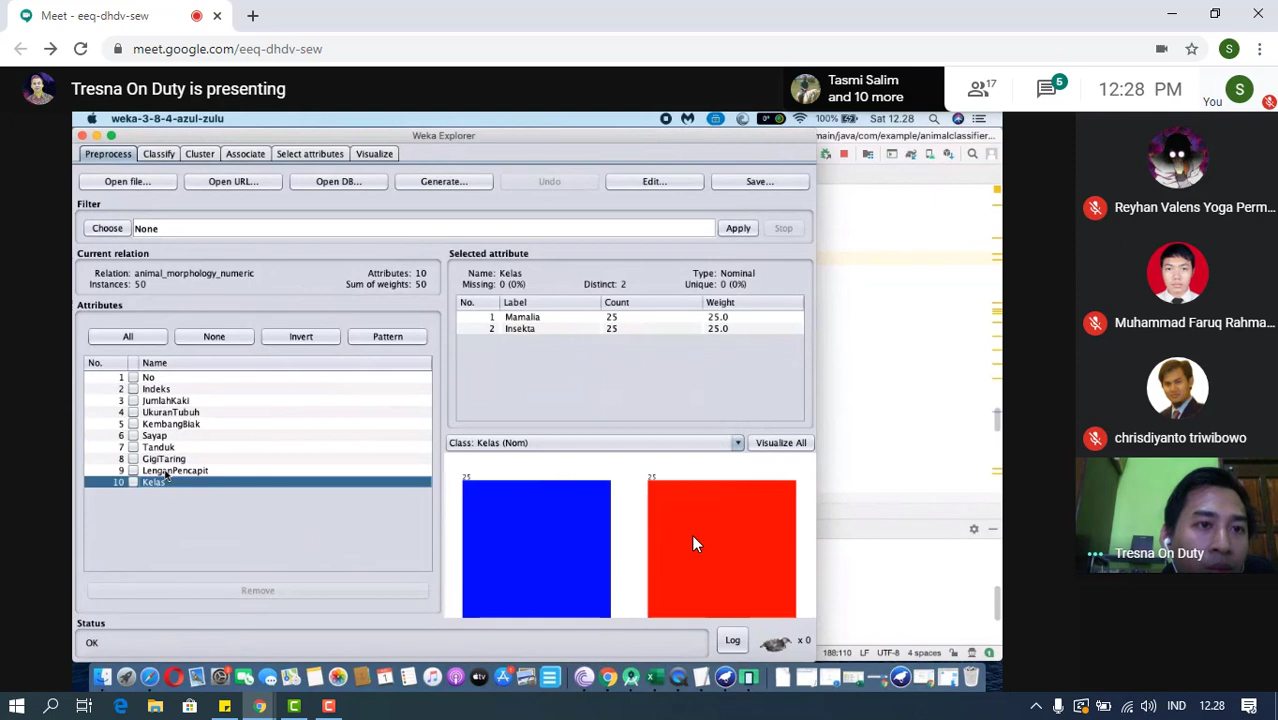 Meet - eeq-dhdv-sew
meet.google.com/eeq-dhdv-sew
Tresna On Duty is presenting
Tasmi Salim
and 10 more
17
5
12:28 PM
You
S
S
weka-3-8-4-azul-zulu
0°
100%
Sat 12.28
Weka Explorer
main/java/com/example/animalclassifier...
Preprocess
Classify
Cluster
Associate
Select attributes
Visualize
Open file...
Open URL...
Open DB...
Generate...
Undo
Edit...
Save...
Filter
Choose
None
Apply
Stop
Current relation
Relation: animal_morphology_numeric
Attributes: 10
Instances: 50
Sum of weights: 50
Selected attribute
Name: Kelas
Type: Nominal
Missing: 0 (0%)
Distinct: 2
Unique: 0 (0%)
No. Label Count Weight
1 Mamalia 25 25.0
2 Insekta 25 25.0
Attributes
All
None
Invert
Pattern
No. Name
1 No
2 Indeks
3 JumlahKaki
4 UkuranTubuh
5 KembangBiak
6 Sayap
7 Tanduk
8 GigiTaring
9 LenganPencapit
10 Kelas
Remove
Class: Kelas (Nom)
Visualize All
25
25
Status
OK
Log
x 0
188:110 LF UTF-8 4 spaces
Reyhan Valens Yoga Perm...
Muhammad Faruq Rahma...
chrisdiyanto triwibowo
Tresna On Duty
IND
12.28